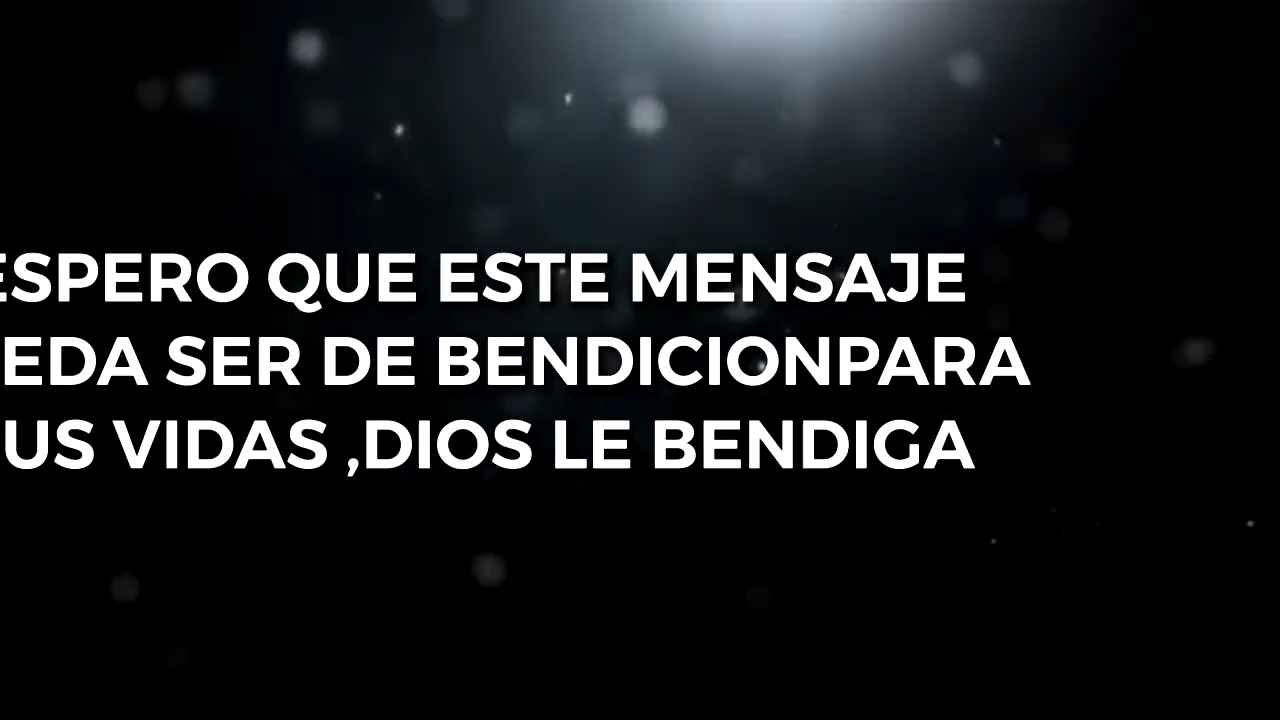 ESPERO QUE ESTE MENSAJE
EDA SER DE BENDICIONPARA
US VIDAS ,DIOS LE BENDIGA